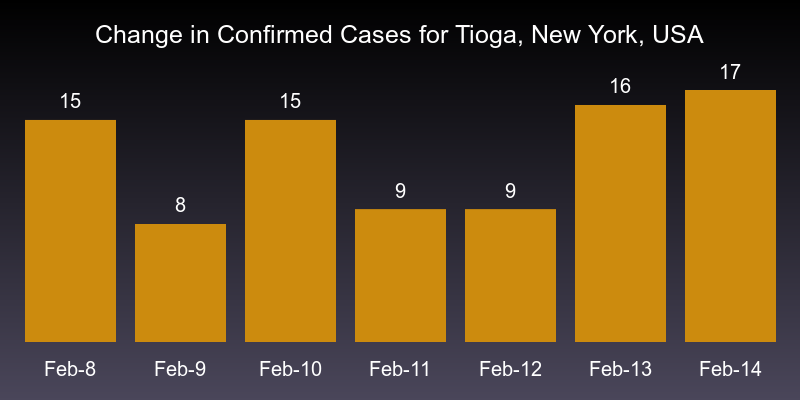 Change in Confirmed Cases for Tioga, New York, USA
15
8
15
9
9
16
17
Feb-8
Feb-9
Feb-10
Feb-11
Feb-12
Feb-13
Feb-14